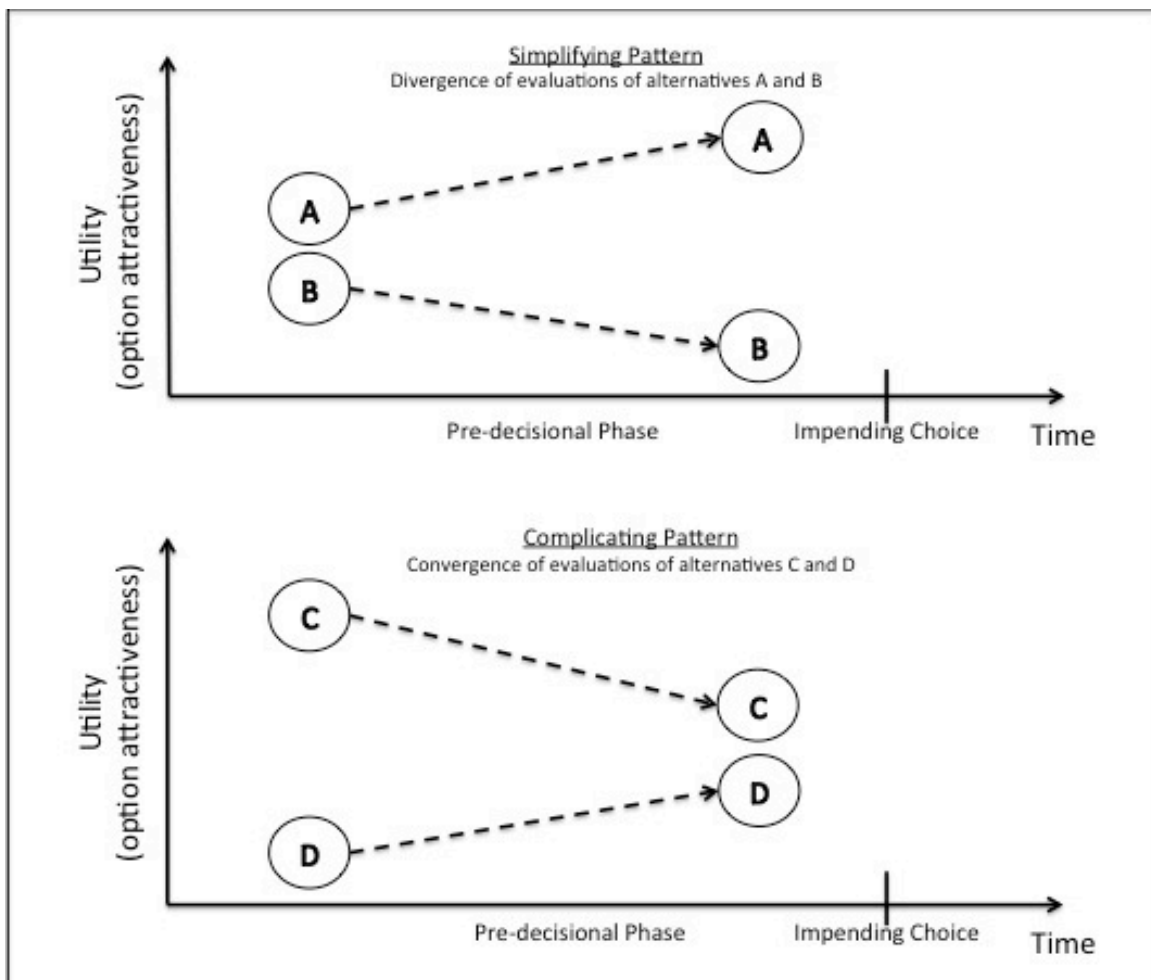 Simplifying Pattern
Divergence of evaluations of alternatives A and B
Utility
(option attractiveness)
A
A
B
B
Pre-decisional Phase
Impending Choice
Time
Complicating Pattern
Convergence of evaluations of alternatives C and D
Utility
(option attractiveness)
C
C
D
D
Pre-decisional Phase
Impending Choice
Time